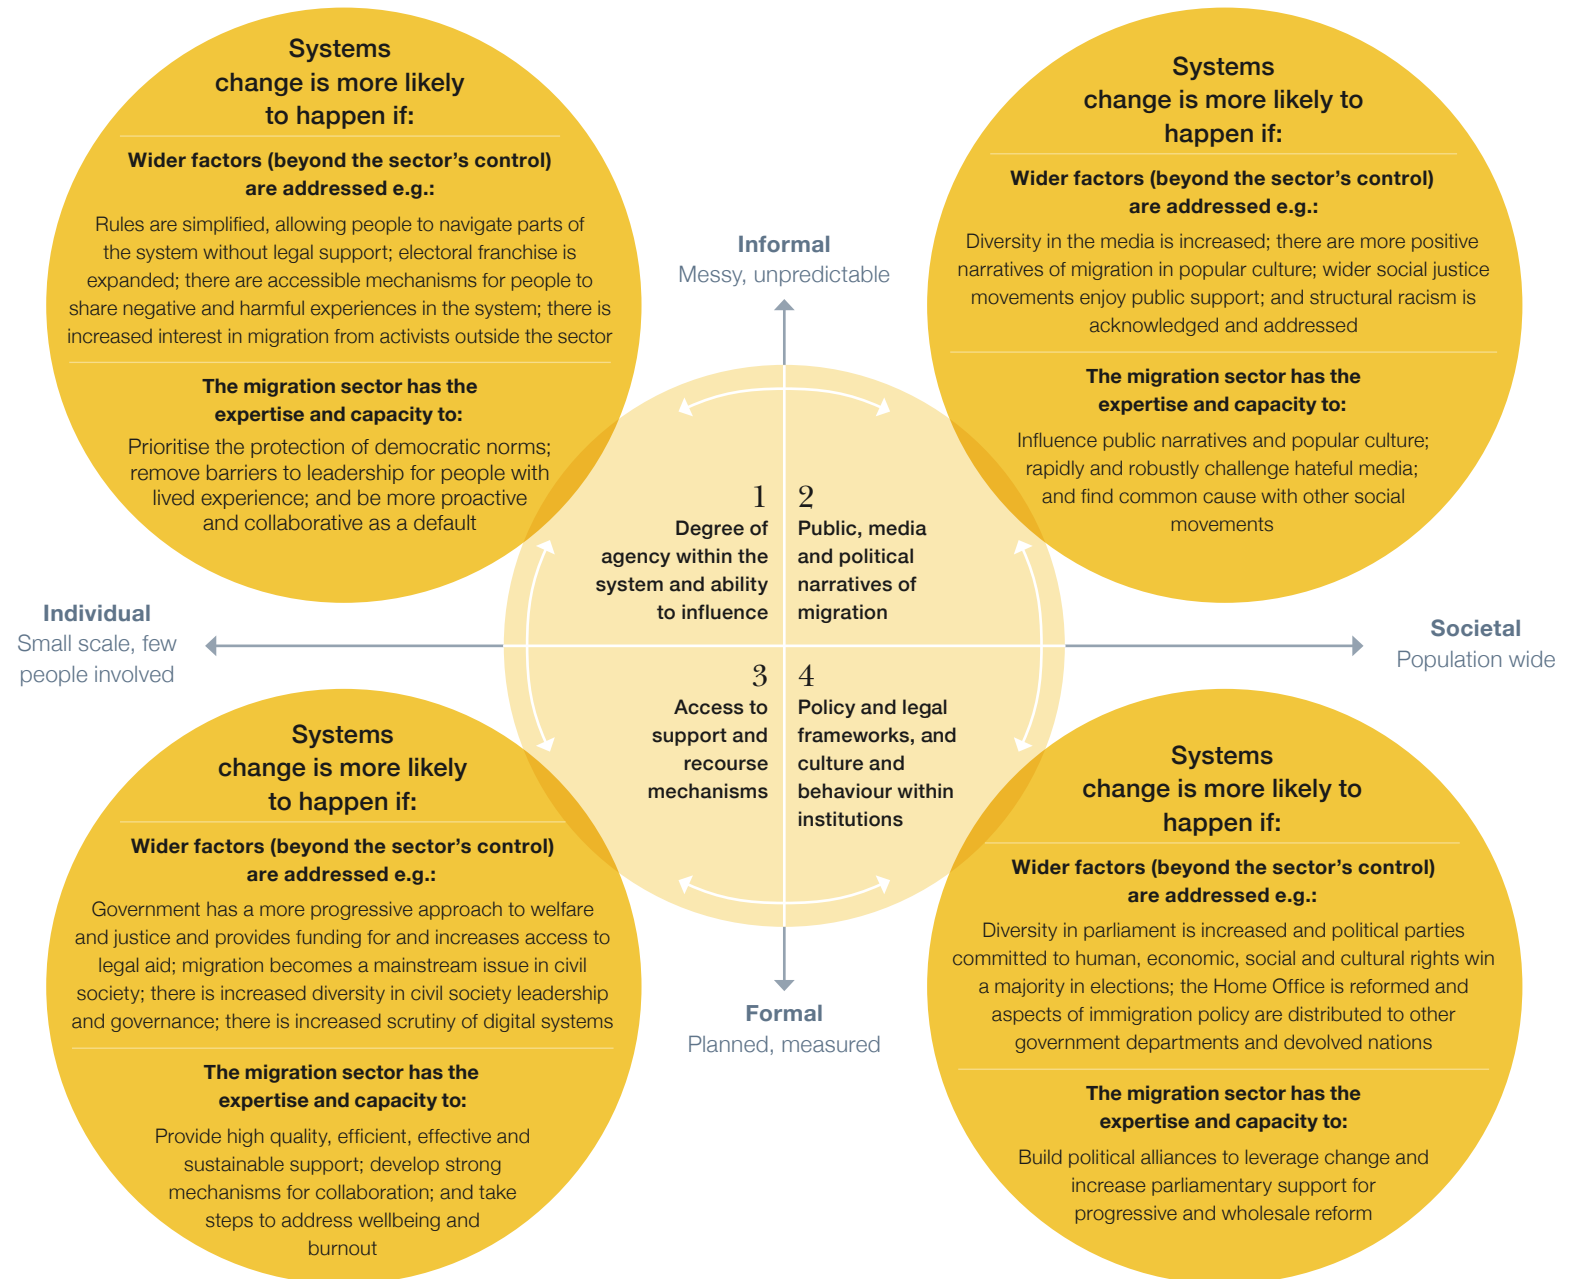 Systems
change is more likely
to happen if:
Wider factors (beyond the sector’s control)
are addressed e.g.:
Rules are simplified, allowing people to navigate parts of
the system without legal support; electoral franchise is
expanded; there are accessible mechanisms for people to
share negative and harmful experiences in the system; there is
increased interest in migration from activists outside the sector
The migration sector has the
expertise and capacity to:
Prioritise the protection of democratic norms;
remove barriers to leadership for people with
lived experience; and be more proactive
and collaborative as a default
Systems
change is more likely to
happen if:
Wider factors (beyond the sector’s control)
are addressed e.g.:
Diversity in the media is increased; there are more positive
narratives of migration in popular culture; wider social justice
movements enjoy public support; and structural racism is
acknowledged and addressed
The migration sector has the
expertise and capacity to:
Influence public narratives and popular culture;
rapidly and robustly challenge hateful media;
and find common cause with other social
movements
Informal
Messy, unpredictable
1
Degree of
agency within the
system and ability
to influence
2
Public, media
and political
narratives of
migration
Individual
Small scale, few
people involved
Societal
Population wide
3
Access to
support and
recourse
mechanisms
4
Policy and legal
frameworks, and
culture and
behaviour within
institutions
Formal
Planned, measured
Systems
change is more likely
to happen if:
Wider factors (beyond the sector’s control)
are addressed e.g.:
Government has a more progressive approach to welfare
and justice and provides funding for and increases access to
legal aid; migration becomes a mainstream issue in civil
society; there is increased diversity in civil society leadership
and governance; there is increased scrutiny of digital systems
The migration sector has the
expertise and capacity to:
Provide high quality, efficient, effective and
sustainable support; develop strong
mechanisms for collaboration; and take
steps to address wellbeing and
burnout
Systems
change is more likely to
happen if:
Wider factors (beyond the sector’s control)
are addressed e.g.:
Diversity in parliament is increased and political parties
committed to human, economic, social and cultural rights win
a majority in elections; the Home Office is reformed and
aspects of immigration policy are distributed to other
government departments and devolved nations
The migration sector has the
expertise and capacity to:
Build political alliances to leverage change and
increase parliamentary support for
progressive and wholesale reform